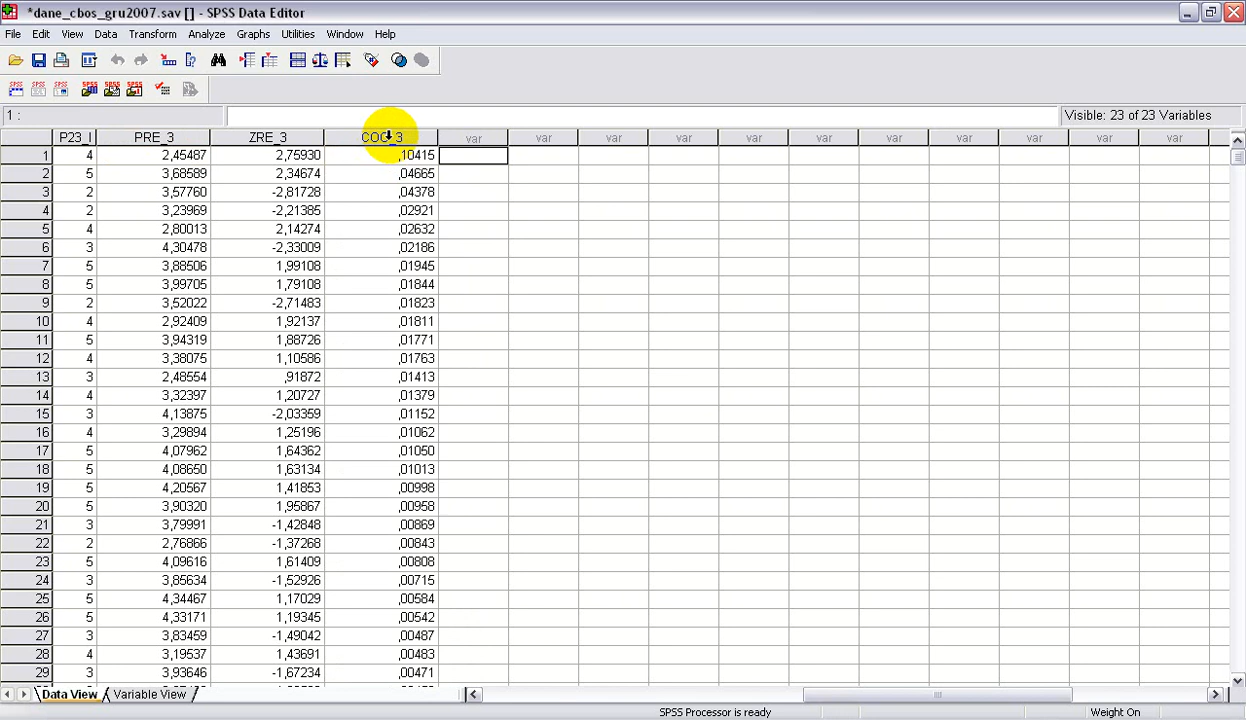 *dane_cbos_gru2007.sav [] - SPSS Data Editor
File Edit View Data Transform Analyze Graphs Utilities Window Help
1 : Visible: 23 of 23 Variables
P23_I PRE_3 ZRE_3 COO_3 var var var var var var var var var var var
1 4 2,45487 2,75930 ,10415
2 5 3,68589 2,34674 ,04665
3 2 3,57760 -2,81728 ,04378
4 2 3,23969 -2,21385 ,02921
5 4 2,80013 2,14274 ,02632
6 3 4,30478 -2,33009 ,02186
7 5 3,88506 1,99108 ,01945
8 5 3,99705 1,79108 ,01844
9 2 3,52022 -2,71483 ,01823
10 4 2,92409 1,92137 ,01811
11 5 3,94319 1,88726 ,01771
12 4 3,38075 1,10586 ,01763
13 3 2,48554 ,91872 ,01413
14 4 3,32397 1,20727 ,01379
15 3 4,13875 -2,03359 ,01152
16 4 3,29894 1,25196 ,01062
17 5 4,07962 1,64362 ,01050
18 5 4,08650 1,63134 ,01013
19 5 4,20567 1,41853 ,00998
20 5 3,90320 1,95867 ,00958
21 3 3,79991 -1,42848 ,00869
22 2 2,76866 -1,37268 ,00843
23 5 4,09616 1,61409 ,00808
24 3 3,85634 -1,52926 ,00715
25 5 4,34467 1,17029 ,00584
26 5 4,33171 1,19345 ,00542
27 3 3,83459 -1,49042 ,00487
28 4 3,19537 1,43691 ,00483
29 3 3,93646 -1,67234 ,00471
Data View Variable View
SPSS Processor is ready Weight On